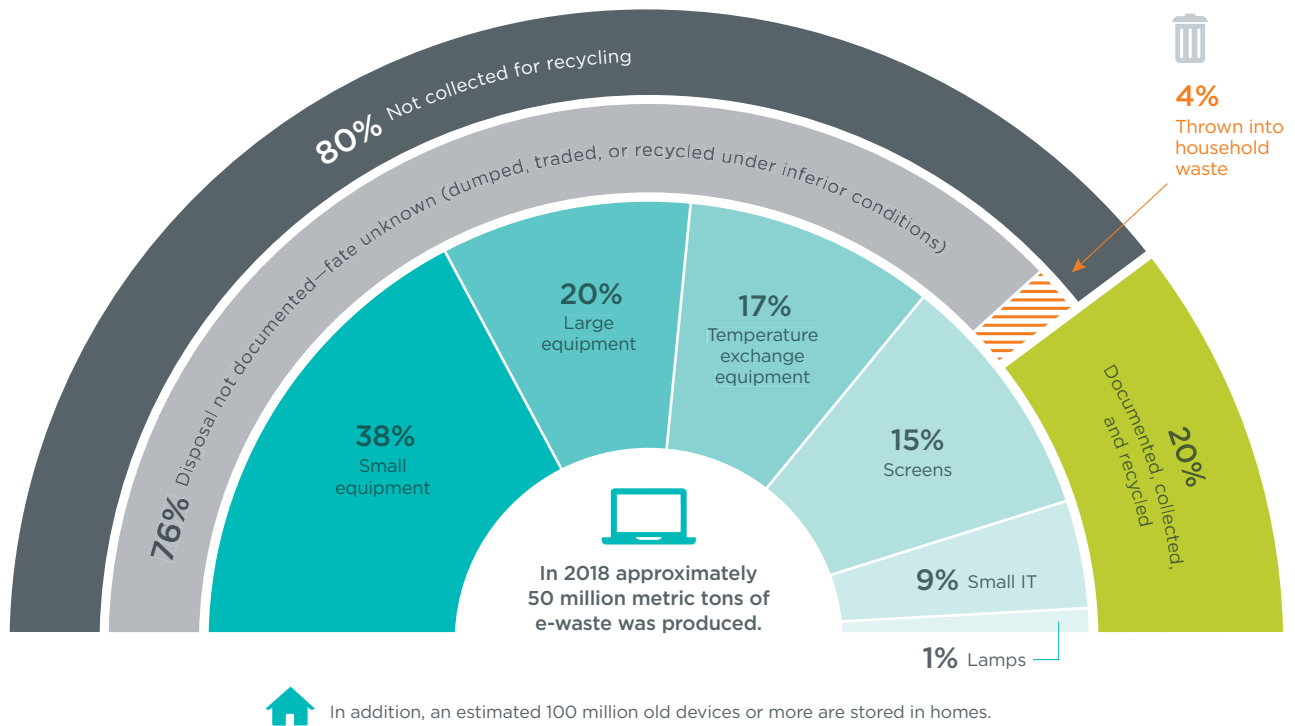 80% Not collected for recycling
76% Disposal not documented—fate unknown (dumped, traded, or recycled under inferior conditions)
4%
Thrown into
household
waste
20%
Documented, collected,
and recycled
38%
Small
equipment
20%
Large
equipment
17%
Temperature
exchange
equipment
15%
Screens
9% Small IT
1% Lamps
In 2018 approximately
50 million metric tons of
e-waste was produced.
In addition, an estimated 100 million old devices or more are stored in homes.